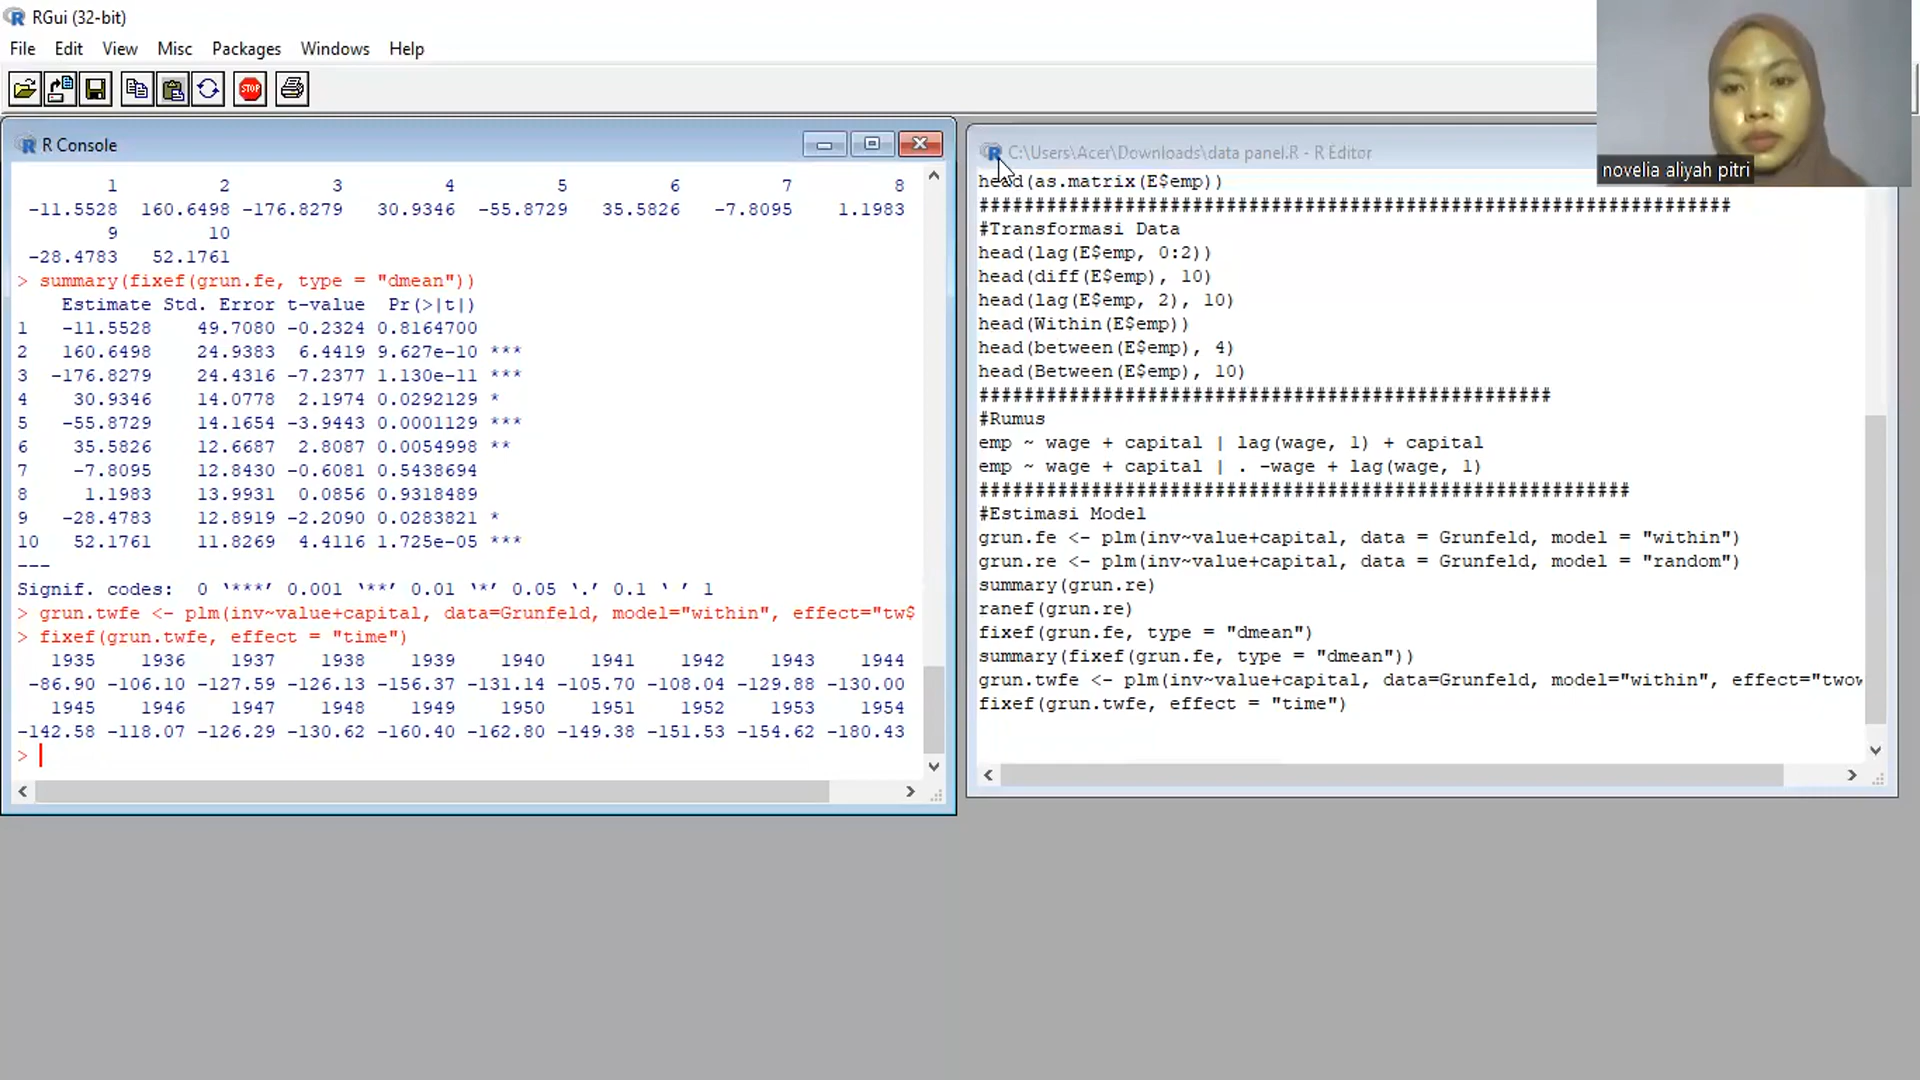 RGui (32-bit)
File Edit View Misc Packages Windows Help
STOP
R Console
1 2 3 4 5 6 7 8
-11.5528 160.6498 -176.8279 30.9346 -55.8729 35.5826 -7.8095 1.1983
9 10
-28.4783 52.1761
> summary(fixef(grun.fe, type = "dmean"))
Estimate Std. Error t-value Pr(>|t|)
1 -11.5528 49.7080 -0.2324 0.8164700
2 160.6498 24.9383 6.4419 9.627e-10 ***
3 -176.8279 24.4316 -7.2377 1.130e-11 ***
4 30.9346 14.0778 2.1974 0.0292129 *
5 -55.8729 14.1654 -3.9443 0.0001129 ***
6 35.5826 12.6687 2.8087 0.0054998 **
7 -7.8095 12.8430 -0.6081 0.5438694
8 1.1983 13.9931 0.0856 0.9318489
9 -28.4783 12.8919 -2.2090 0.0283821 *
10 52.1761 11.8269 4.4116 1.725e-05 ***
---
Signif. codes: 0 ‘***’ 0.001 ‘**’ 0.01 ‘*’ 0.05 ‘.’ 0.1 ‘ ’ 1
> grun.twfe <- plm(inv~value+capital, data=Grunfeld, model="within", effect="tw$
> fixef(grun.twfe, effect = "time")
1935 1936 1937 1938 1939 1940 1941 1942 1943 1944
-86.90 -106.10 -127.59 -126.13 -156.37 -131.14 -105.70 -108.04 -129.88 -130.00
1945 1946 1947 1948 1949 1950 1951 1952 1953 1954
-142.58 -118.07 -126.29 -130.62 -160.40 -162.80 -149.38 -151.53 -154.62 -180.43
>
C:\Users\Acer\Downloads\data panel.R - R Editor
head(as.matrix(E$emp))
###################################################################
#Transformasi Data
head(lag(E$emp, 0:2))
head(diff(E$emp), 10)
head(lag(E$emp, 2), 10)
head(Within(E$emp))
head(between(E$emp), 4)
head(Between(E$emp), 10)
###################################################
#Rumus
emp ~ wage + capital | lag(wage, 1) + capital
emp ~ wage + capital | . -wage + lag(wage, 1)
##########################################################
#Estimasi Model
grun.fe <- plm(inv~value+capital, data = Grunfeld, model = "within")
grun.re <- plm(inv~value+capital, data = Grunfeld, model = "random")
summary(grun.re)
ranef(grun.re)
fixef(grun.fe, type = "dmean")
summary(fixef(grun.fe, type = "dmean"))
grun.twfe <- plm(inv~value+capital, data=Grunfeld, model="within", effect="twow
fixef(grun.twfe, effect = "time")
novelia aliyah pitri